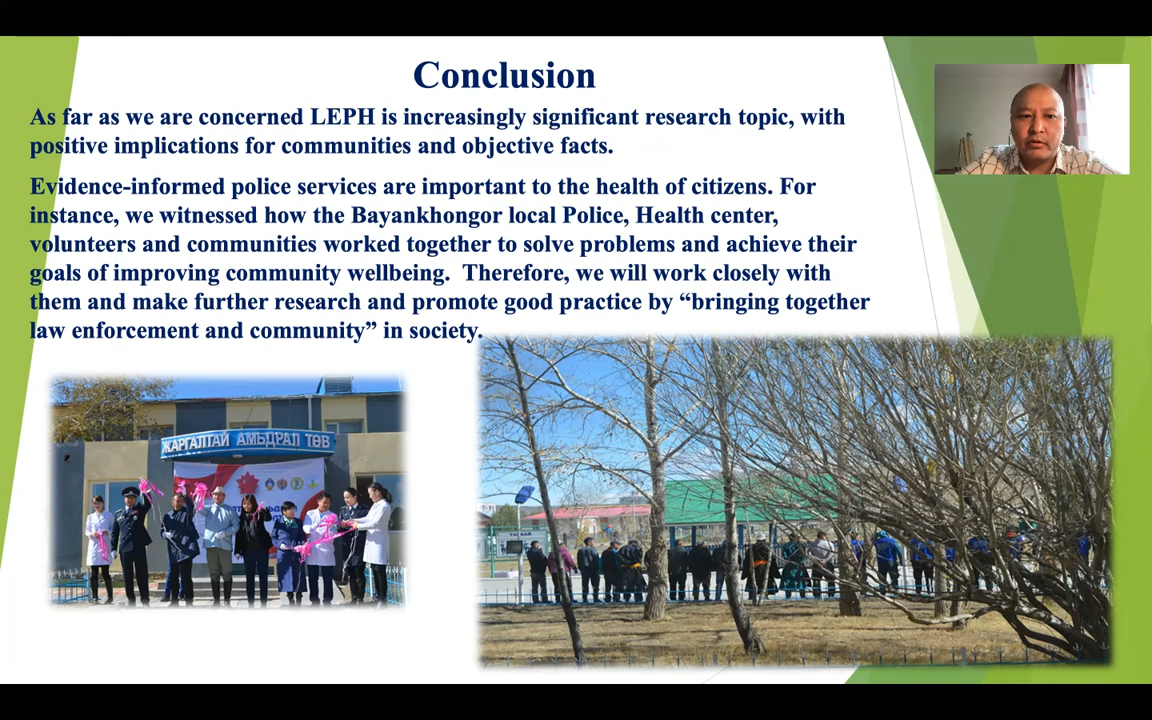 Conclusion
As far as we are concerned LEPH is increasingly significant research topic, with
positive implications for communities and objective facts.
Evidence-informed police services are important to the health of citizens. For
instance, we witnessed how the Bayankhongor local Police, Health center,
volunteers and communities worked together to solve problems and achieve their
goals of improving community wellbeing. Therefore, we will work closely with
them and make further research and promote good practice by “bringing together
law enforcement and community” in society.
ЖАРГАЛТАЙ АМЬДРАЛ ТӨВ